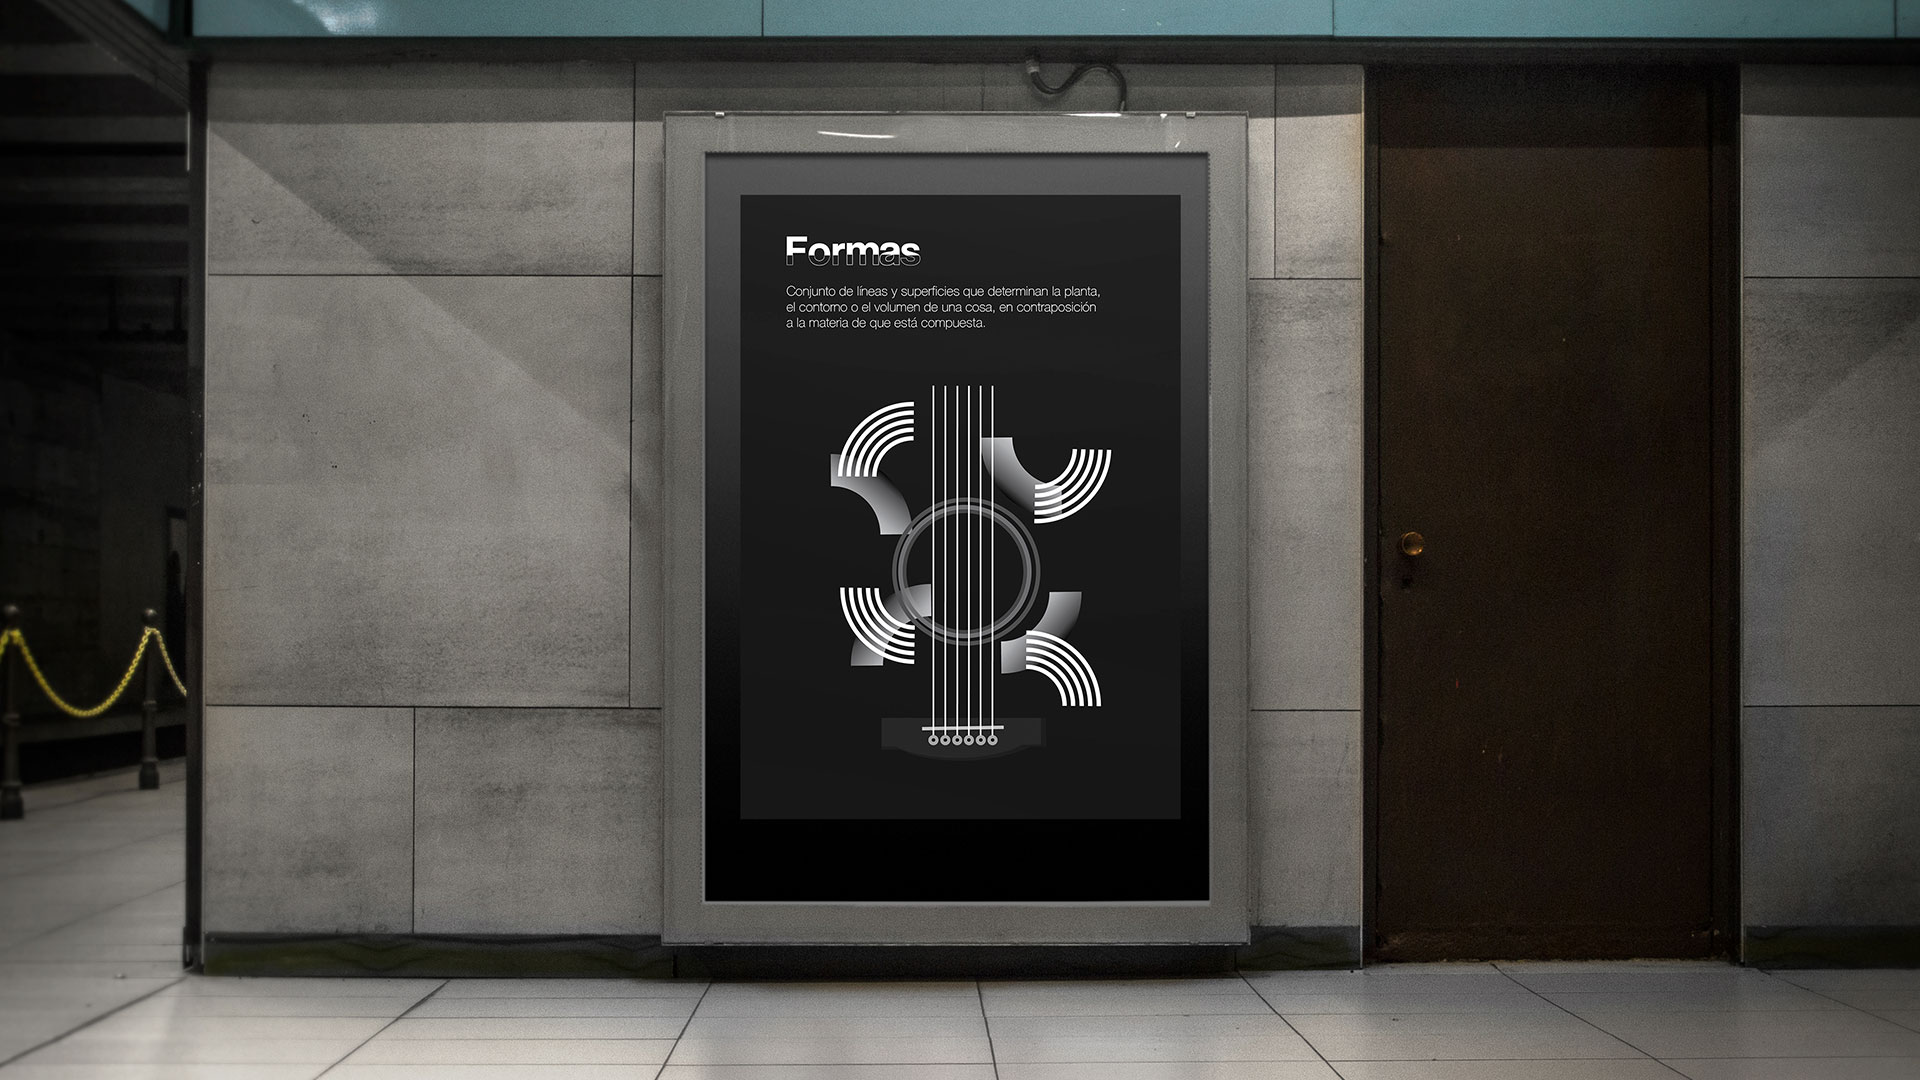 Formas
Conjunto de líneas y superficies que determinan la planta,
el contorno o el volumen de una cosa, en contraposición
a la materia de que está compuesta.